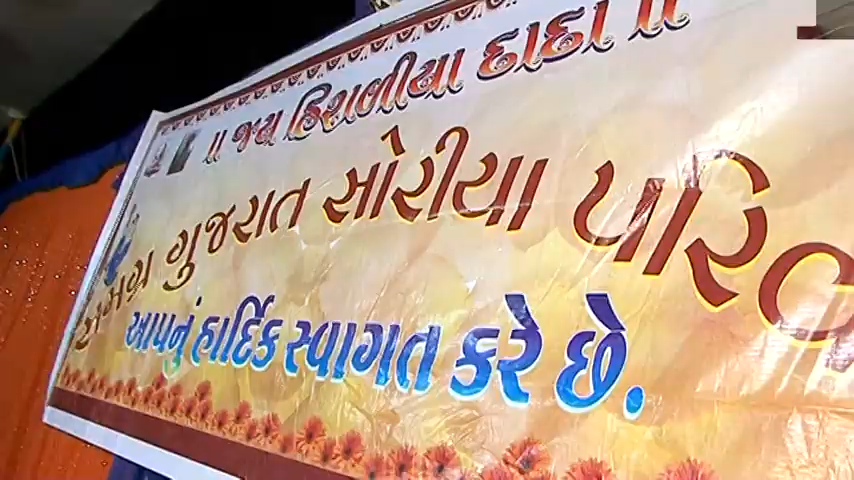 ॥ જય હિરાળીયા દાદા ॥
સમગ્ર ગુજરાત સોરીયા
આપનું હાર્દિક સ્વાગત કરે છે.